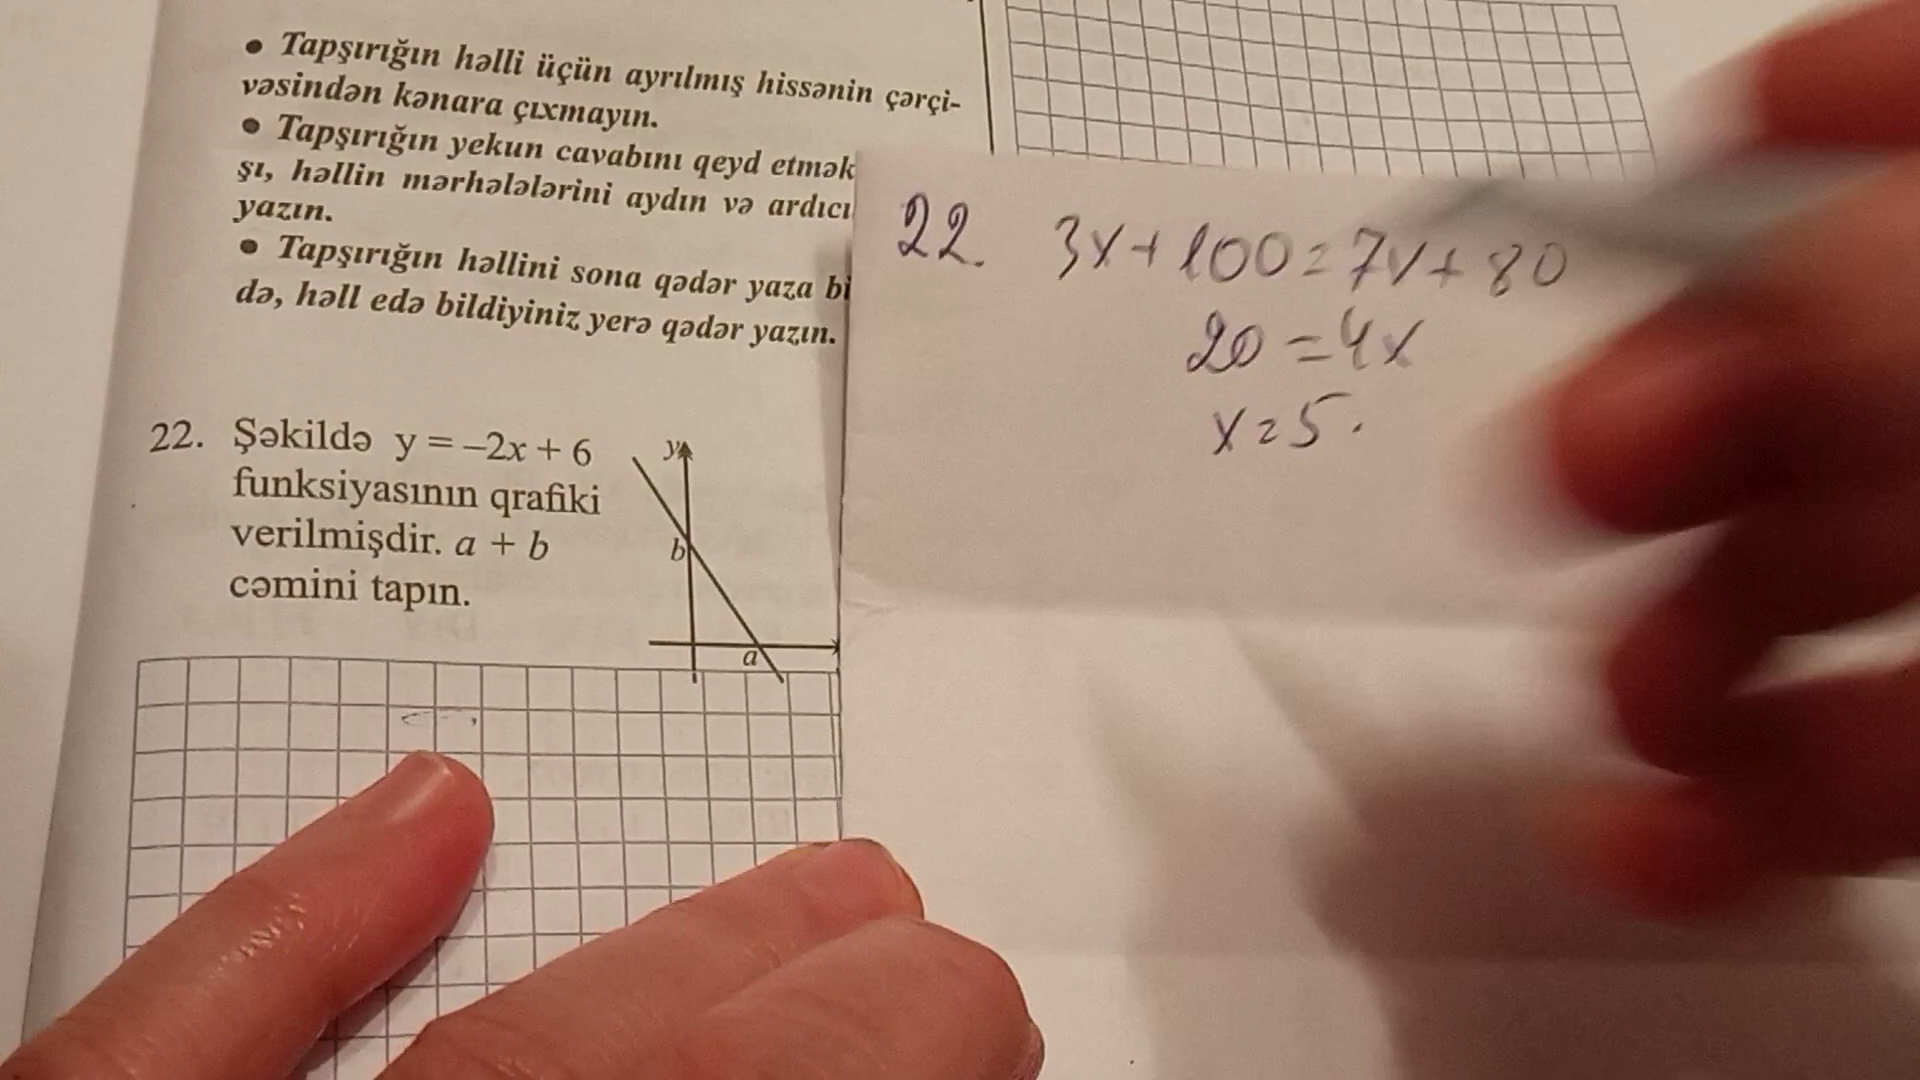 • Tapşırığın həlli üçün ayrılmış hissənin çərçi-
vəsindən kənara çıxmayın.
• Tapşırığın yekun cavabını qeyd etmək
şı, həllin mərhələlərini aydın və ardıcı
yazın.
• Tapşırığın həllini sona qədər yaza bi
də, həll edə bildiyiniz yerə qədər yazın.
22. Şəkildə y = –2x + 6
funksiyasının qrafiki
verilmişdir. a + b
cəmini tapın.
y
b
a
22. 3x+100=7x+80
20=4x
x=5.